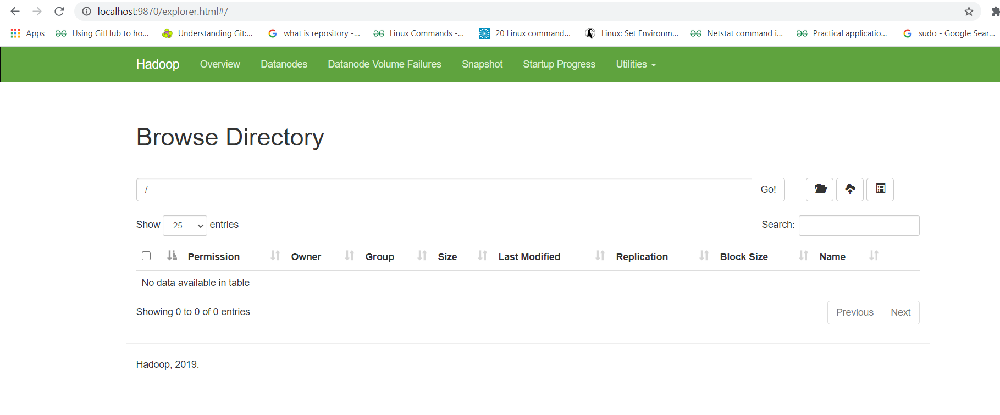 localhost:9870/explorer.html#/
Apps Using GitHub to ho... Understanding Git:... what is repository -... Linux Commands -... 20 Linux command... Linux: Set Environm... Netstat command i... Practical applicatio... sudo - Google Sear...
Hadoop Overview Datanodes Datanode Volume Failures Snapshot Startup Progress Utilities
Browse Directory
/ Go!
Show 25 entries Search:
Permission Owner Group Size Last Modified Replication Block Size Name
No data available in table
Showing 0 to 0 of 0 entries Previous Next
Hadoop, 2019.